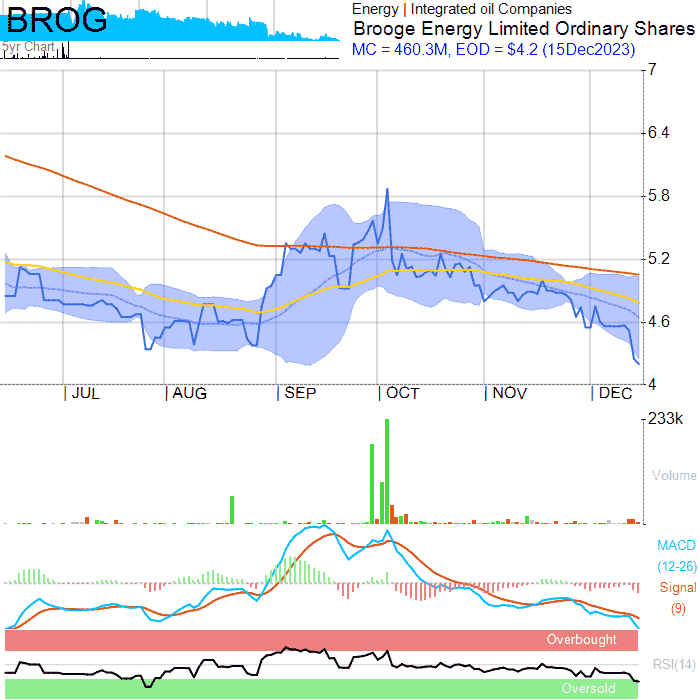 BROG
5yr Chart
Energy | Integrated oil Companies
Brooge Energy Limited Ordinary Shares
MC = 460.3M, EOD = $4.2 (15Dec2023)
7
6.4
5.8
5.2
4.6
4
JUL AUG SEP OCT NOV DEC
233k
Volume
MACD
(12-26)
Signal
(9)
Overbought
RSI(14)
Oversold